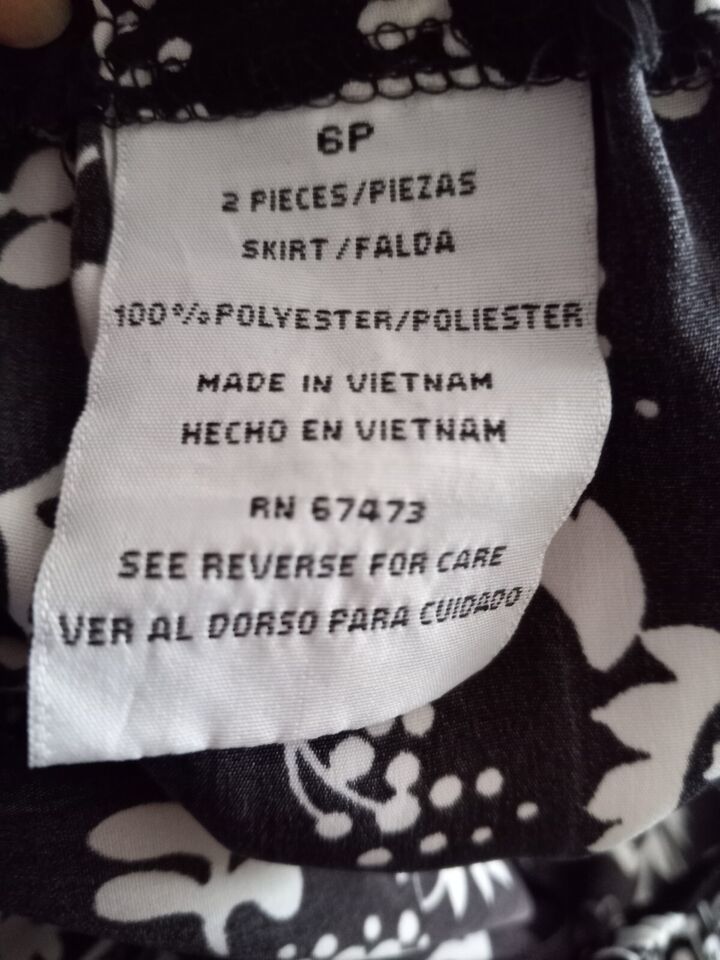 6P
2 PIECES/PIEZAS
SKIRT/FALDA
100%POLYESTER/POLIESTER
MADE IN VIETNAM
HECHO EN VIETNAM
RN 67473
SEE REVERSE FOR CARE
VER AL DORSO PARA CUIDADO